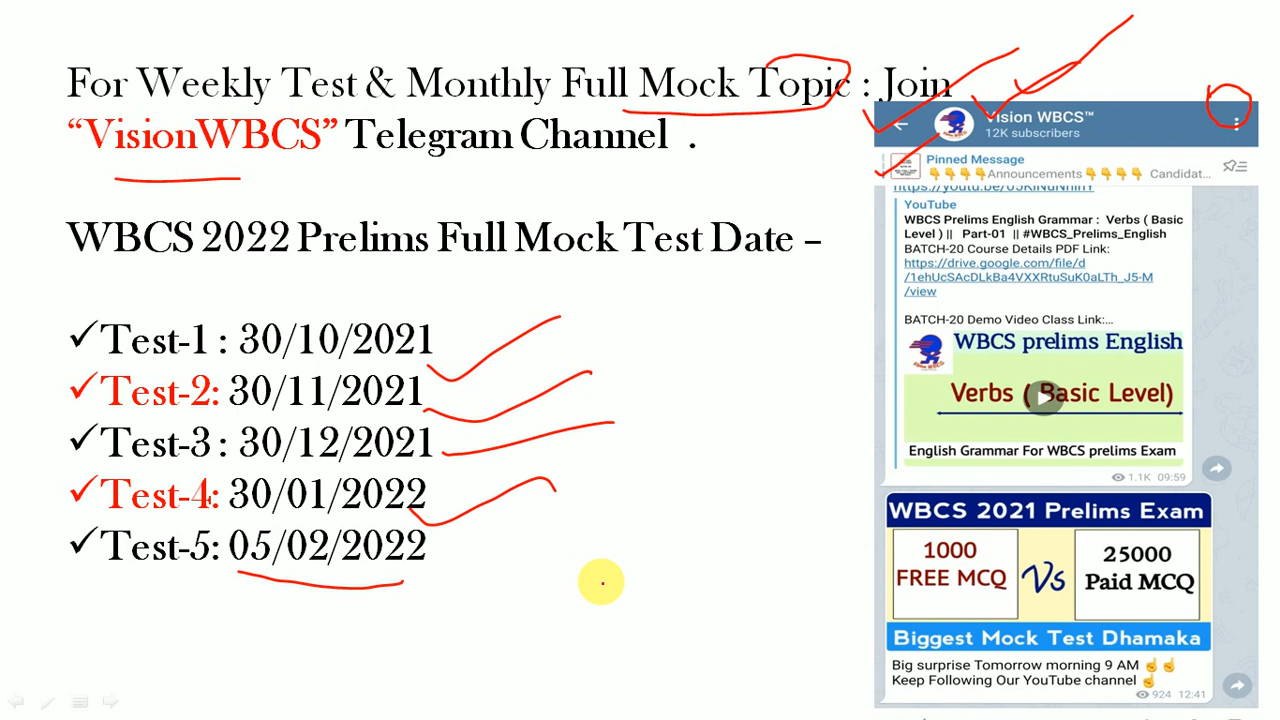 For Weekly Test & Monthly Full Mock Topic : Join
“VisionWBCS” Telegram Channel .
WBCS 2022 Prelims Full Mock Test Date –
Test-1 : 30/10/2021
Test-2: 30/11/2021
Test-3 : 30/12/2021
Test-4: 30/01/2022
Test-5: 05/02/2022
Vision WBCS™
12K subscribers
Pinned Message
Announcements Candidat...
YouTube
WBCS Prelims English Grammar : Verbs ( Basic
Level ) || Part-01 || #WBCS_Prelims_English
BATCH-20 Course Details PDF Link:
https://drive.google.com/file/d
/1ehUcSAcDLkBa4VXXRtuSuK0aLTh_J5-M
/view
BATCH-20 Demo Video Class Link:...
WBCS prelims English
Verbs ( Basic Level)
English Grammar For WBCS prelims Exam
1.1K 09:59
WBCS 2021 Prelims Exam
1000
FREE MCQ
Vs
25000
Paid MCQ
Biggest Mock Test Dhamaka
Big surprise Tomorrow morning 9 AM
Keep Following Our YouTube channel
924 12:41